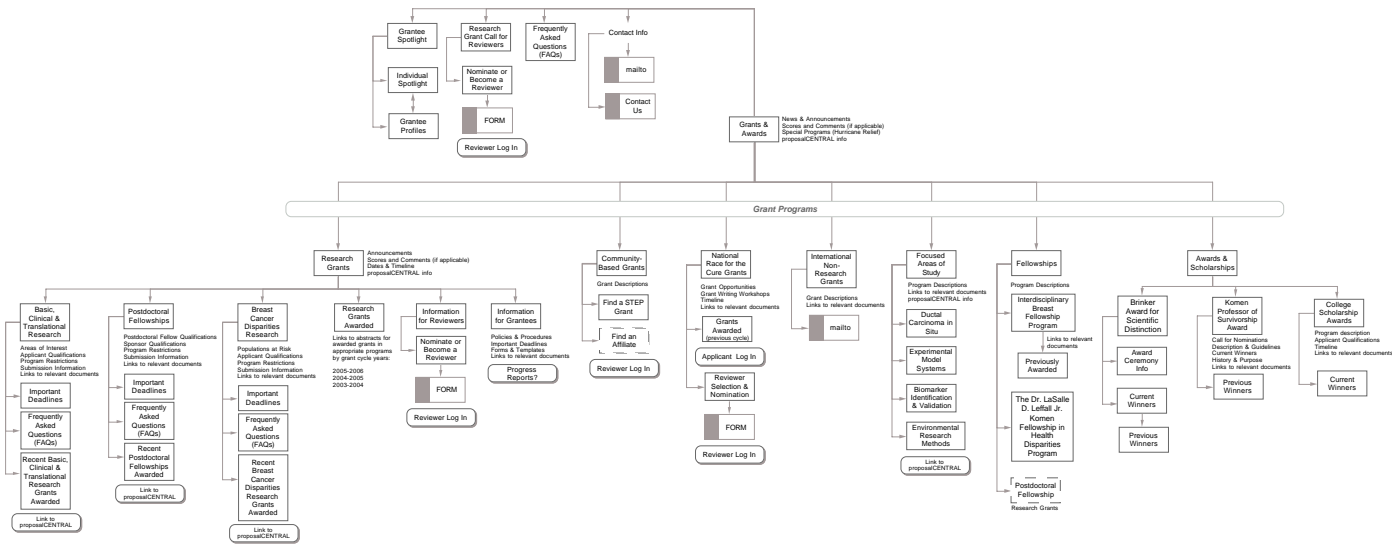 Grantee
Spotlight
Individual
Spotlight
Grantee
Profiles
Research
Grant Call for
Reviewers
Nominate or
Become a
Reviewer
FORM
Reviewer Log In
Frequently
Asked
Questions
(FAQs)
Contact Info
mailto
Contact
Us
Grants &
Awards
News & Announcements
Scores and Comments (if applicable)
Special Programs (Hurricane Relief)
proposalCENTRAL info
Grant Programs
Research
Grants
Announcements
Scores and Comments (if applicable)
Dates & Timeline
proposalCENTRAL info
Basic,
Clinical &
Translational
Research
Areas of Interest
Applicant Qualifications
Program Restrictions
Submission Information
Links to relevant documents
Important
Deadlines
Frequently
Asked
Questions
(FAQs)
Recent Basic,
Clinical &
Translational
Research
Grants
Awarded
Link to
proposalCENTRAL
Postdoctoral
Fellowships
Postdoctoral Fellow Qualifications
Sponsor Qualifications
Program Restrictions
Submission Information
Links to relevant documents
Important
Deadlines
Frequently
Asked
Questions
(FAQs)
Recent
Postdoctoral
Fellowships
Awarded
Link to
proposalCENTRAL
Breast
Cancer
Disparities
Research
Populations at Risk
Applicant Qualifications
Program Restrictions
Submission Information
Links to relevant documents
Important
Deadlines
Frequently
Asked
Questions
(FAQs)
Recent
Breast
Cancer
Disparities
Research
Grants
Awarded
Link to
proposalCENTRAL
Research
Grants
Awarded
Links to abstracts for
awarded grants in
appropriate programs
by grant cycle years:
2005-2006
2004-2005
2003-2004
Information
for Reviewers
Nominate or
Become a
Reviewer
FORM
Reviewer Log In
Information
for Grantees
Policies & Procedures
Important Deadlines
Forms & Templates
Links to relevant documents
Progress
Reports?
Community-
Based Grants
Grant Descriptions
Find a STEP
Grant
Find an
Affiliate
Reviewer Log In
National
Race for the
Cure Grants
Grant Opportunities
Grant Writing Workshops
Timeline
Links to relevant documents
Grants
Awarded
(previous cycle)
Applicant Log In
Reviewer
Selection &
Nomination
FORM
Reviewer Log In
International
Non-
Research
Grants
Grant Descriptions
Links to relevant documents
mailto
Focused
Areas of
Study
Program Descriptions
Links to relevant documents
proposalCENTRAL info
Ductal
Carcinoma in
Situ
Experimental
Model
Systems
Biomarker
Identification
& Validation
Environmental
Research
Methods
Link to
proposalCENTRAL
Fellowships
Program Descriptions
Interdisciplinary
Breast
Fellowship
Program
Links to relevant
documents
Previously
Awarded
The Dr. LaSalle
D. Leffall Jr.
Komen
Fellowship in
Health
Disparities
Program
Postdoctoral
Fellowship
Research Grants
Awards &
Scholarships
Brinker
Award for
Scientific
Distinction
Award
Ceremony
Info
Current
Winners
Previous
Winners
Komen
Professor of
Survivorship
Award
Call for Nominations
Description & Guidelines
Current Winners
History & Purpose
Links to relevant documents
Previous
Winners
College
Scholarship
Awards
Program description
Applicant Qualifications
Timeline
Links to relevant documents
Current
Winners